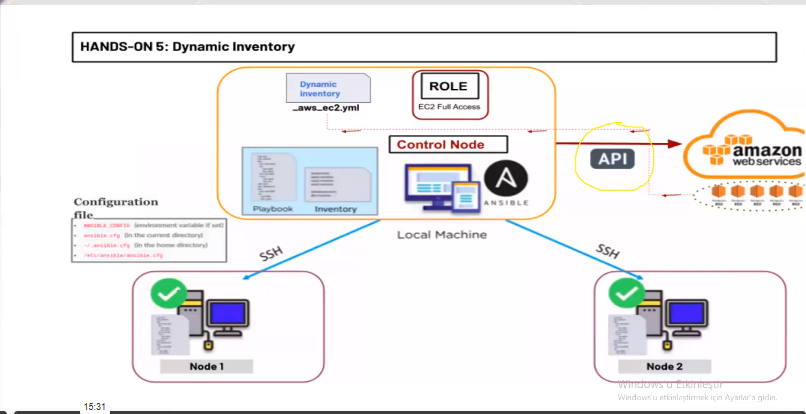 HANDS-ON 5: Dynamic Inventory
Dynamic
inventory
_aws_ec2.yml
ROLE
EC2 Full Access
Control Node
API
amazon
web services
Playbook
Inventory
ANSIBLE
Local Machine
Configuration
file
ANSIBLE_CONFIG (environment variable if set)
ansible.cfg (in the current directory)
~/.ansible.cfg (in the home directory)
/etc/ansible/ansible.cfg
SSH
SSH
Node 1
Node 2
Windows'u Etkinleştir
Windows'u etkinleştirmek için Ayarlar'a gidin.
15:31